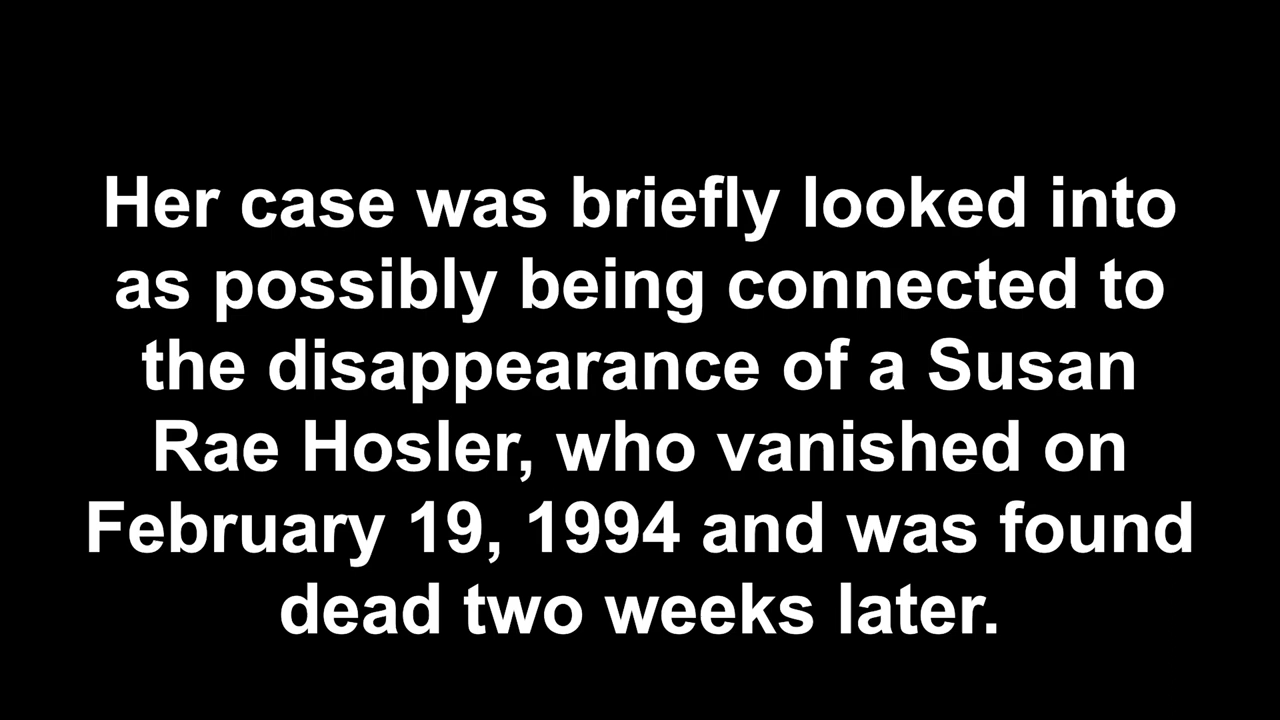 Her case was briefly looked into
as possibly being connected to
the disappearance of a Susan
Rae Hosler, who vanished on
February 19, 1994 and was found
dead two weeks later.